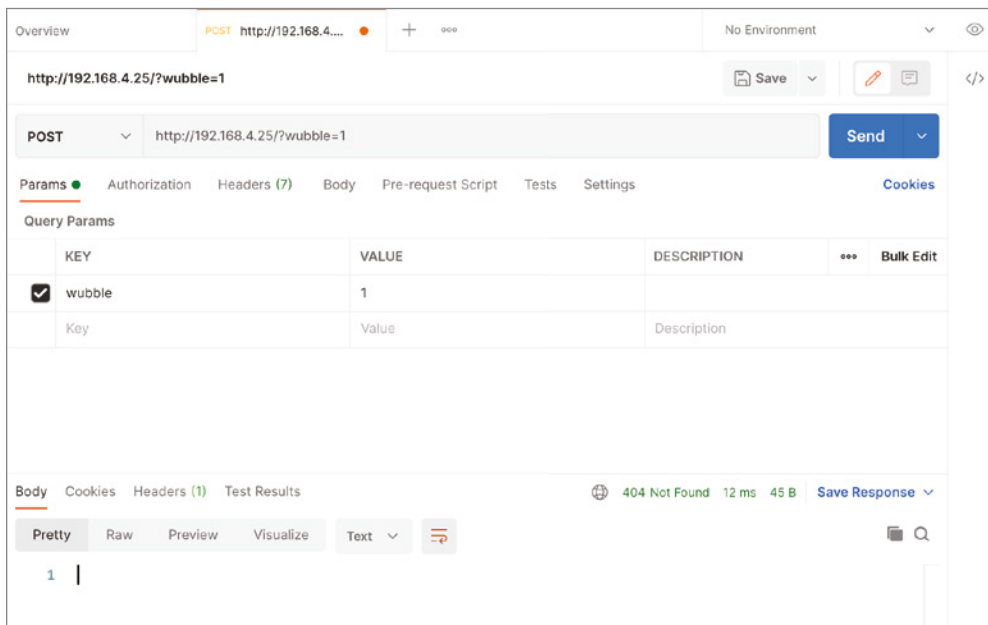 Overview POST http://192.168.4.... No Environment
http://192.168.4.25/?wubble=1 Save
POST http://192.168.4.25/?wubble=1 Send
Params Authorization Headers (7) Body Pre-request Script Tests Settings Cookies
Query Params
KEY VALUE DESCRIPTION Bulk Edit
wubble 1
Key Value Description
Body Cookies Headers (1) Test Results 404 Not Found 12 ms 45 B Save Response
Pretty Raw Preview Visualize Text
1